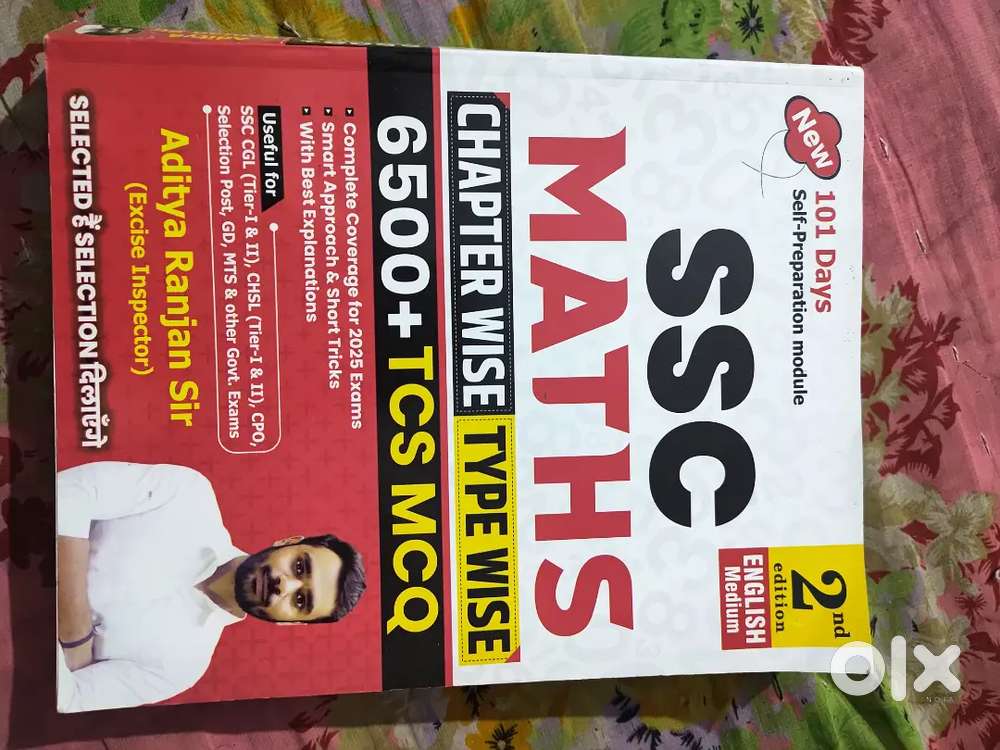 New
101 Days
Self-Preparation module
2nd
edition
ENGLISH
Medium
SSC
MATHS
CHAPTER WISE TYPE WISE
6500+ TCS MCQ
Complete Coverage for 2025 Exams
Smart Approach & Short Tricks
With Best Explanations
Useful for
SSC CGL (Tier-I & II), CHSL (Tier-I & II), CPO,
Selection Post, GD, MTS & other Govt. Exams
Aditya Ranjan Sir
(Excise Inspector)
SELECTED हैं SELECTION दिलाएँगे
olx
INDIA